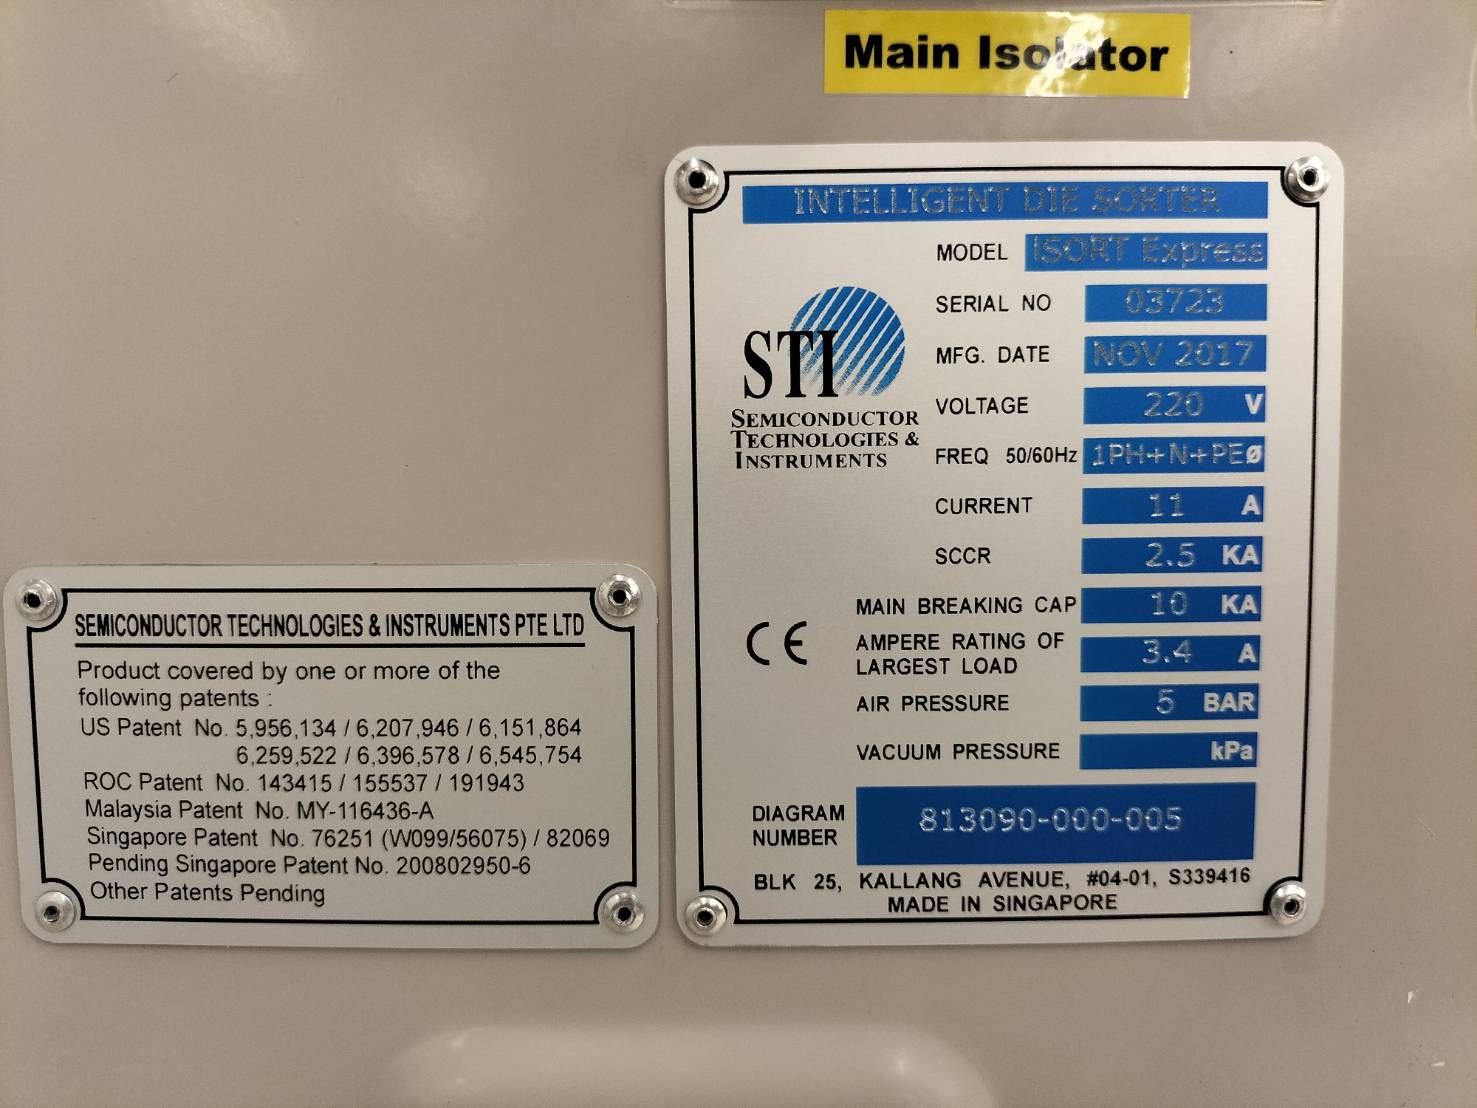 Main Isolator
INTELLIGENT DIE SORTER
MODEL ISORT Express
SERIAL NO 03723
MFG. DATE NOV 2017
VOLTAGE 220 V
FREQ 50/60Hz 1PH+N+PEø
CURRENT 11 A
SCCR 2.5 KA
MAIN BREAKING CAP 10 KA
AMPERE RATING OF
LARGEST LOAD 3.4 A
AIR PRESSURE 5 BAR
VACUUM PRESSURE kPa
DIAGRAM
NUMBER 813090-000-005
BLK 25, KALLANG AVENUE, #04-01, S339416
MADE IN SINGAPORE
STI
SEMICONDUCTOR
TECHNOLOGIES &
INSTRUMENTS
CE
SEMICONDUCTOR TECHNOLOGIES & INSTRUMENTS PTE LTD
Product covered by one or more of the
following patents :
US Patent No. 5,956,134 / 6,207,946 / 6,151,864
6,259,522 / 6,396,578 / 6,545,754
ROC Patent No. 143415 / 155537 / 191943
Malaysia Patent No. MY-116436-A
Singapore Patent No. 76251 (W099/56075) / 82069
Pending Singapore Patent No. 200802950-6
Other Patents Pending